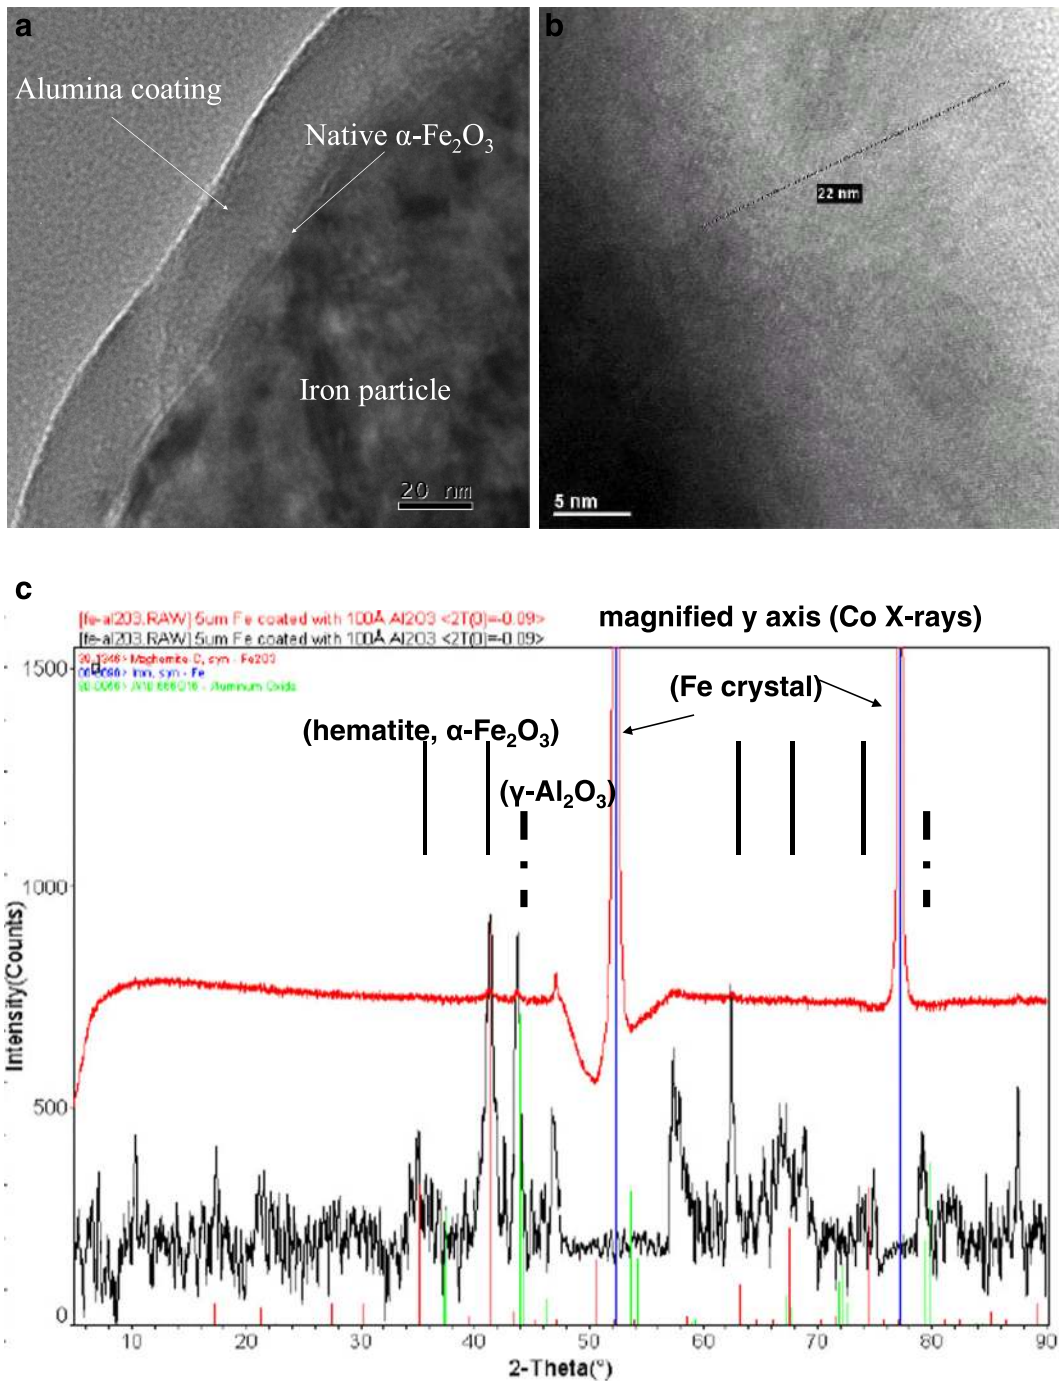 a
Alumina coating
Native α-Fe₂O₃
Iron particle
20 nm
b
22 nm
5 nm
c
magnified y axis (Co X-rays)
[fe-al203.RAW] 5um Fe coated with 100Å Al2O3 <2T(0)=-0.09>
[fe-al203.RAW] 5um Fe coated with 100Å Al2O3 <2T(0)=-0.09>
Maghemite-C, syn - Fe2O3
Iron, syn - Fe
Aluminum Oxide
(Fe crystal)
(hematite, α-Fe₂O₃)
(γ-Al₂O₃)
1500
1000
500
0
Intensity(Counts)
10 20 30 40 50 60 70 80 90
2-Theta(°)